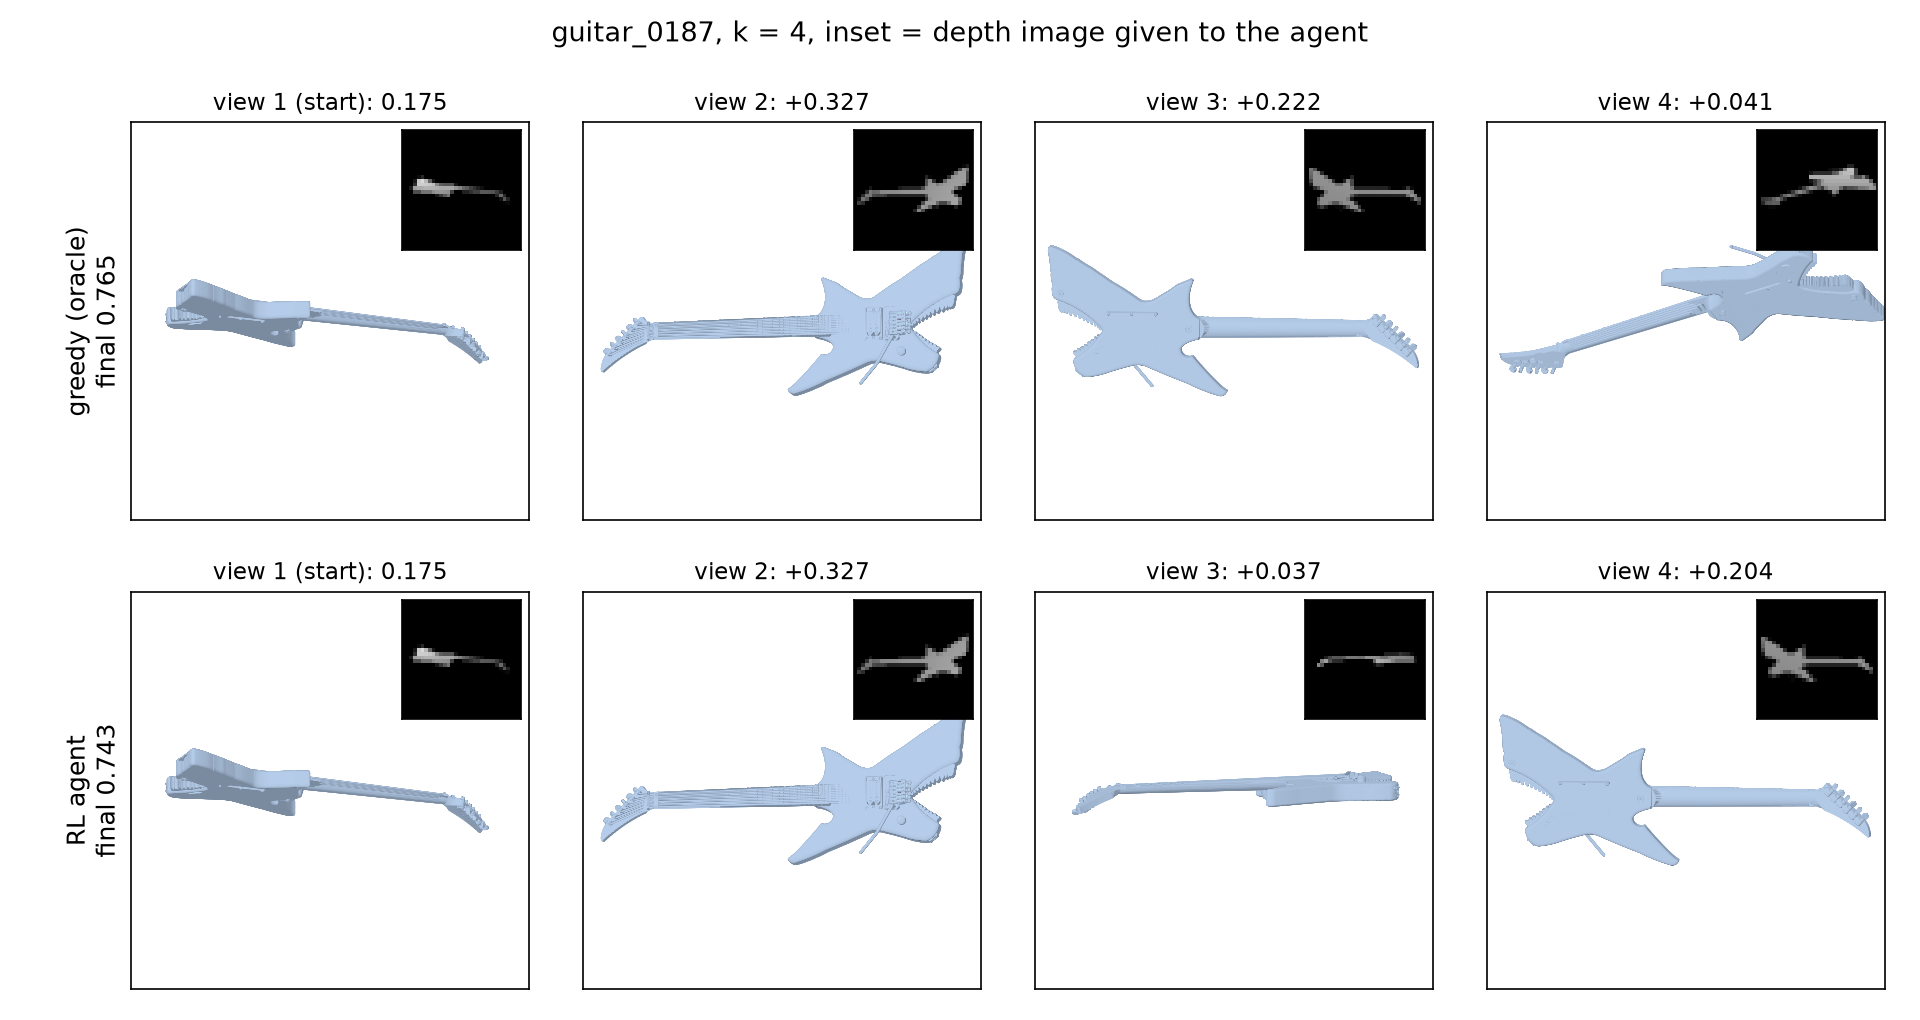 guitar_0187, k = 4, inset = depth image given to the agent
view 1 (start): 0.175
view 2: +0.327
view 3: +0.222
view 4: +0.041
greedy (oracle)
final 0.765
view 1 (start): 0.175
view 2: +0.327
view 3: +0.037
view 4: +0.204
RL agent
final 0.743